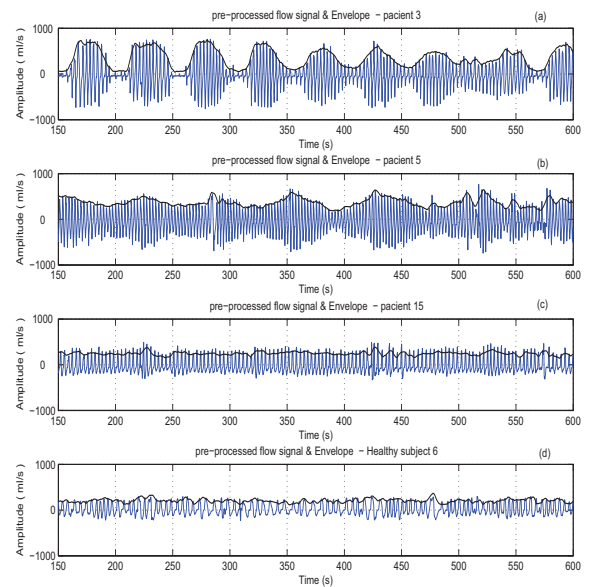 pre-processed flow signal & Envelope - pacient 3
(a)
Amplitude ( ml/s )
1000
0
-1000
150 200 250 300 350 400 450 500 550 600
Time (s)
pre-processed flow signal & Envelope - pacient 5
(b)
Amplitude ( ml/s )
1000
0
-1000
150 200 250 300 350 400 450 500 550 600
Time (s)
pre-processed flow signal & Envelope - pacient 15
(c)
Amplitude ( ml/s )
1000
0
-1000
150 200 250 300 350 400 450 500 550 600
Time (s)
pre-processed flow signal & Envelope - Healthy subject 6
(d)
Amplitude ( ml/s )
1000
0
-1000
150 200 250 300 350 400 450 500 550 600
Time (s)